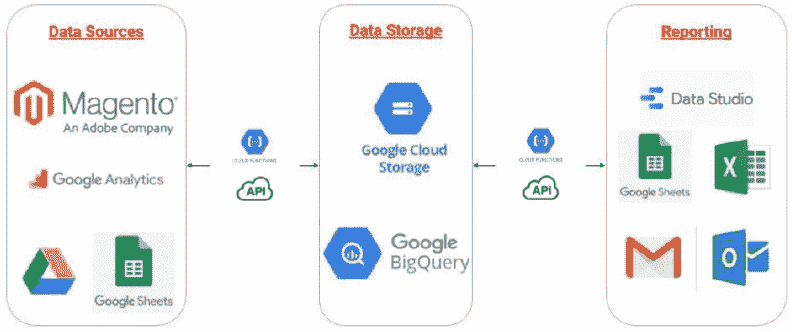 Data Sources
Magento®
An Adobe Company
Google Analytics
Google Sheets
CLOUD FUNCTIONS
API
Data Storage
Google Cloud
Storage
Google
BigQuery
CLOUD FUNCTIONS
API
Reporting
Data Studio
Google Sheets
X
O